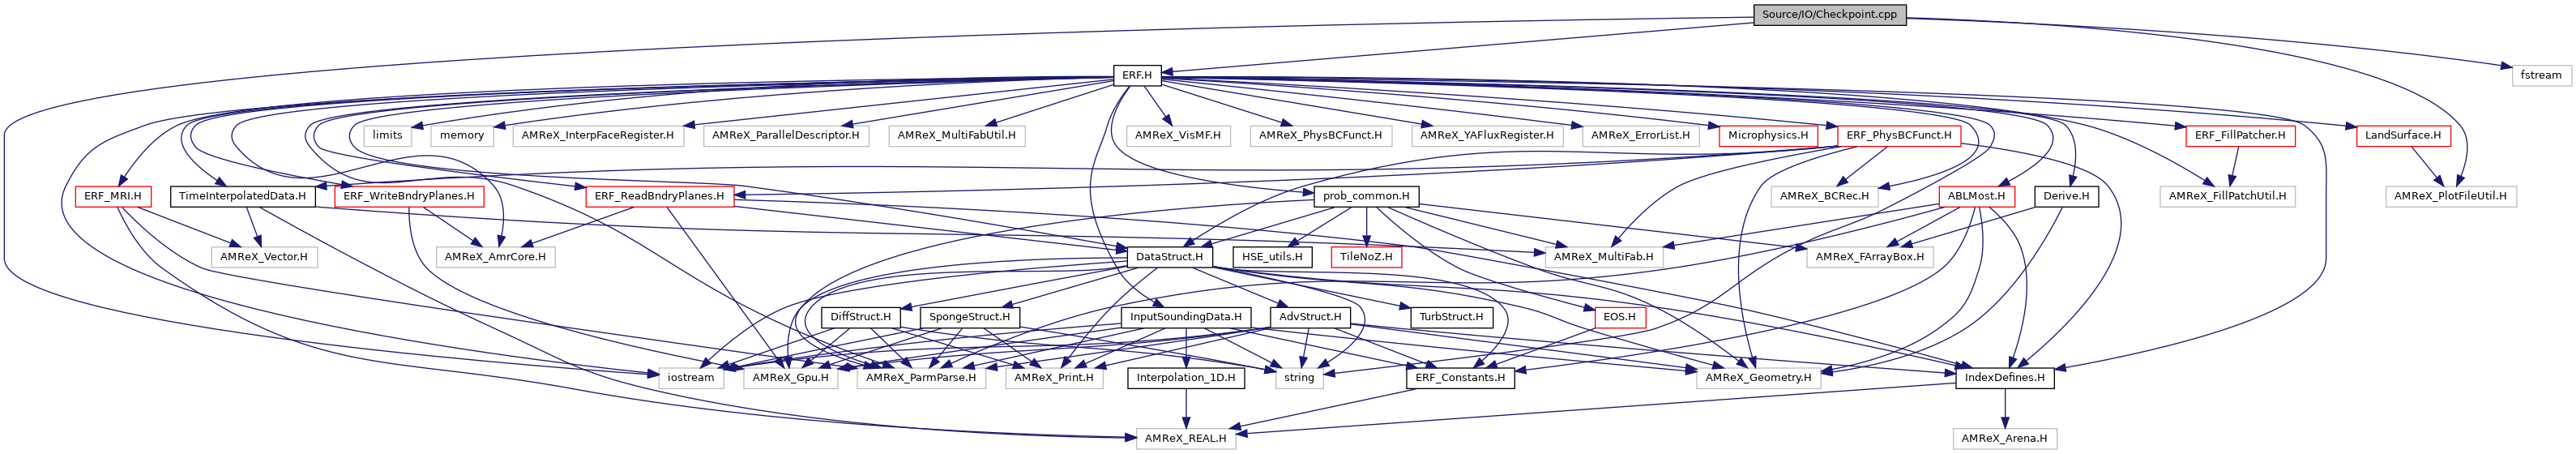 Source/IO/Checkpoint.cpp
ERF.H
fstream
limits
memory
AMReX_InterpFaceRegister.H
AMReX_ParallelDescriptor.H
AMReX_MultiFabUtil.H
AMReX_VisMF.H
AMReX_PhysBCFunct.H
AMReX_YAFluxRegister.H
AMReX_ErrorList.H
Microphysics.H
ERF_PhysBCFunct.H
ERF_FillPatcher.H
LandSurface.H
ERF_MRI.H
TimeInterpolatedData.H
ERF_WriteBndryPlanes.H
ERF_ReadBndryPlanes.H
prob_common.H
AMReX_BCRec.H
ABLMost.H
Derive.H
AMReX_FillPatchUtil.H
AMReX_PlotFileUtil.H
AMReX_Vector.H
AMReX_AmrCore.H
DataStruct.H
HSE_utils.H
TileNoZ.H
AMReX_MultiFab.H
AMReX_FArrayBox.H
DiffStruct.H
SpongeStruct.H
InputSoundingData.H
AdvStruct.H
TurbStruct.H
EOS.H
iostream
AMReX_Gpu.H
AMReX_ParmParse.H
AMReX_Print.H
Interpolation_1D.H
string
ERF_Constants.H
AMReX_Geometry.H
IndexDefines.H
AMReX_REAL.H
AMReX_Arena.H